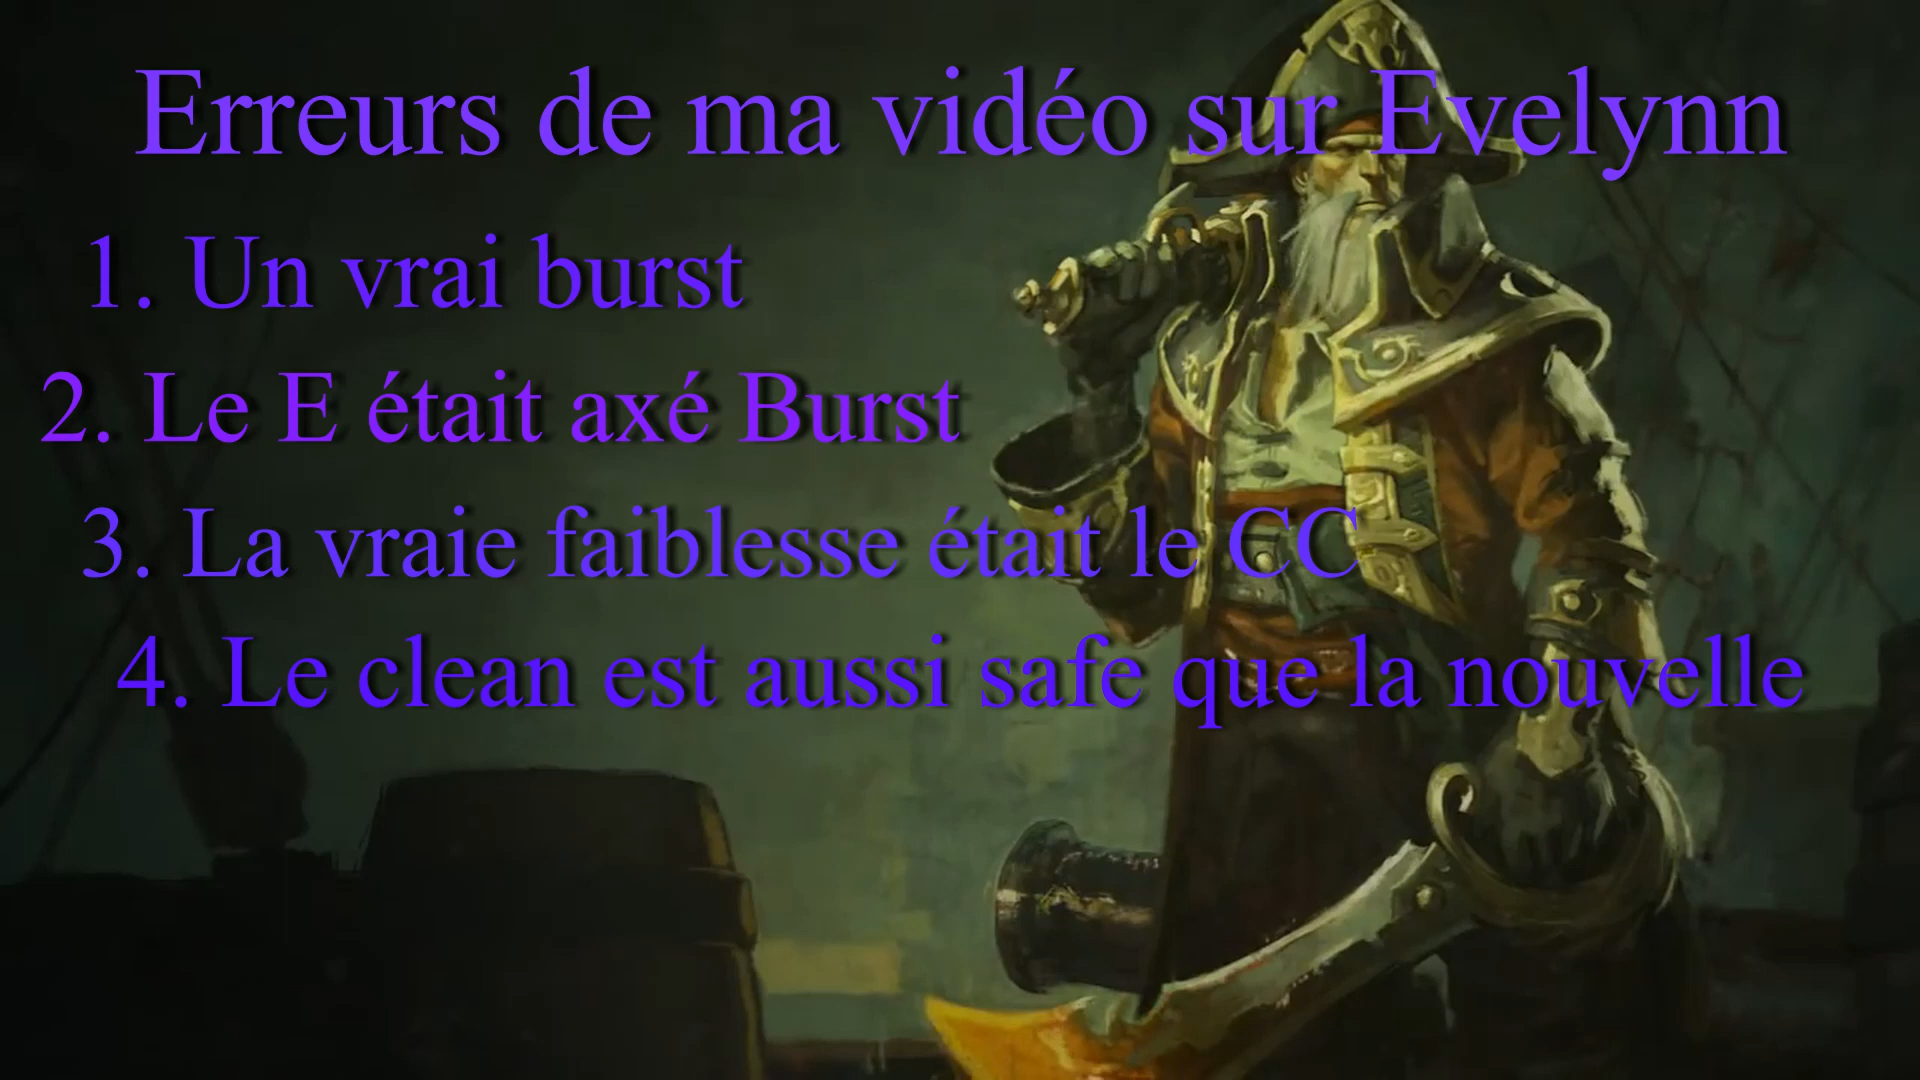 Erreurs de ma vidéo sur Evelynn
1. Un vrai burst
2. Le E était axé Burst
3. La vraie faiblesse était le CC
4. Le clean est aussi safe que la nouvelle